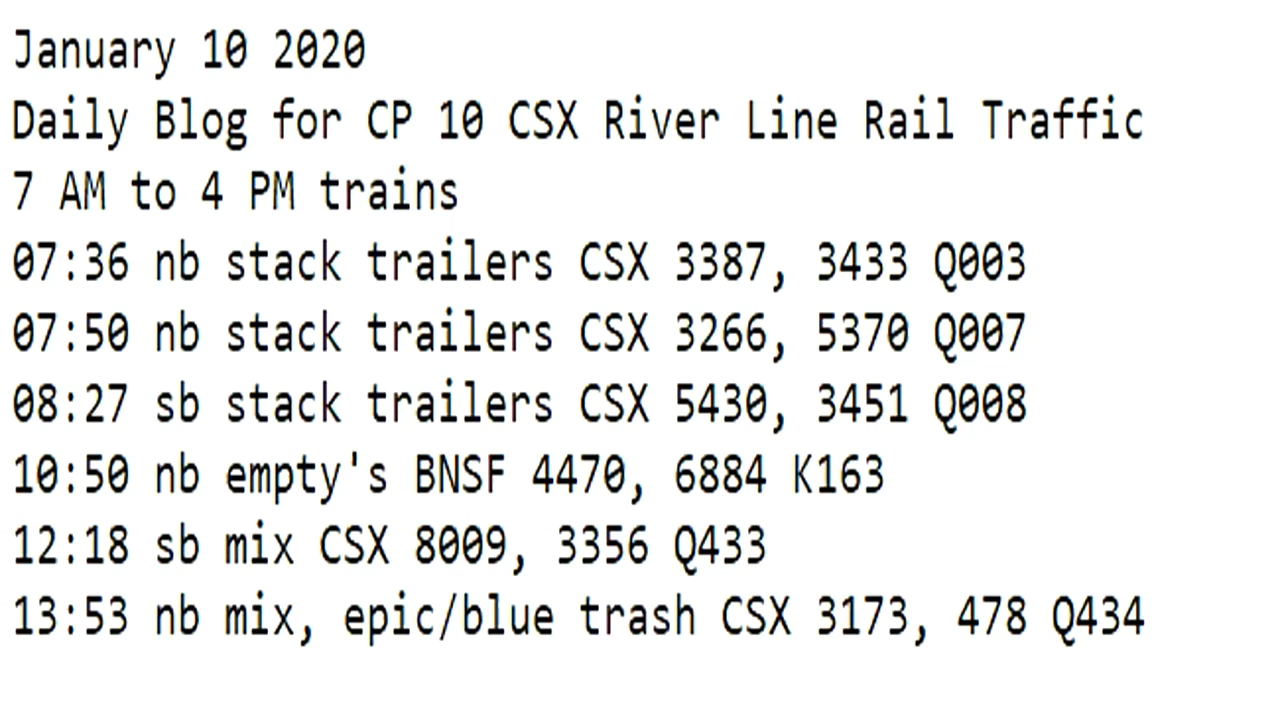 January 10 2020
Daily Blog for CP 10 CSX River Line Rail Traffic
7 AM to 4 PM trains
07:36 nb stack trailers CSX 3387, 3433 Q003
07:50 nb stack trailers CSX 3266, 5370 Q007
08:27 sb stack trailers CSX 5430, 3451 Q008
10:50 nb empty's BNSF 4470, 6884 K163
12:18 sb mix CSX 8009, 3356 Q433
13:53 nb mix, epic/blue trash CSX 3173, 478 Q434